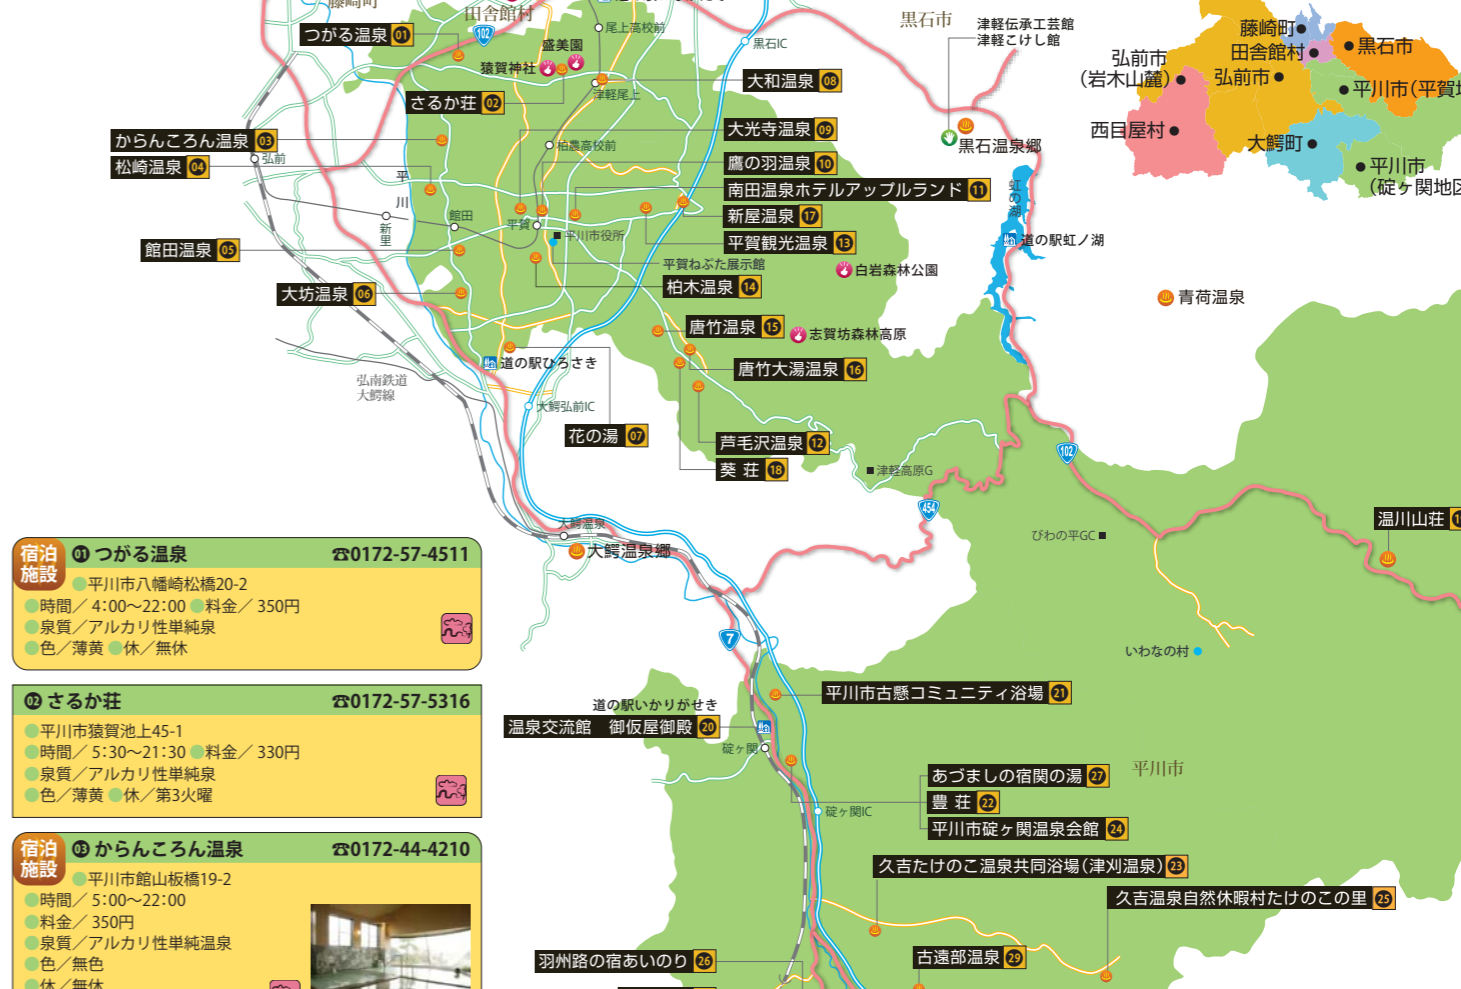 田舎館村
つがる温泉 01
102
尾上高校前
盛美園
猿賀神社
さるか荘 02
津軽尾上
黒石IC
大和温泉 08
黒石市
津軽伝承工芸館
津軽こけし館
黒石温泉郷
からんころん温泉 03
松崎温泉 04
弘前
平川
新里
館田
館田温泉 05
大坊温泉 06
柏農高校前
大光寺温泉 09
鷹の羽温泉 10
南田温泉ホテルアップルランド 11
新屋温泉 17
平賀観光温泉 13
平賀
平川市役所
平賀ねぷた展示館
柏木温泉 14
白岩森林公園
唐竹温泉 15
志賀坊森林高原
唐竹大湯温泉 16
虹の湖
道の駅虹ノ湖
青荷温泉
道の駅ひろさき
弘南鉄道
大鰐線
大鰐弘前IC
花の湯 07
芦毛沢温泉 12
葵荘 18
津軽高原G
102
454
びわの平GC
温川山荘
大鰐温泉
大鰐温泉郷
7
いわなの村
平川市古懸コミュニティ浴場 21
道の駅いかりがせき
温泉交流館 御仮屋御殿 20
碇ヶ関
平川市
あづましの宿関の湯 27
豊荘 22
平川市碇ヶ関温泉会館 24
碇ヶ関IC
久吉たけのこ温泉共同浴場(津刈温泉) 23
久吉温泉自然休暇村たけのこの里 25
羽州路の宿あいのり 26
古遠部温泉 29
藤崎町
田舎館村
黒石市
弘前市
(岩木山麓)
弘前市
平川市(平賀
西目屋村
大鰐町
平川市
(碇ヶ関地区
宿泊
施設
01 つがる温泉 ☎0172-57-4511
●平川市八幡崎松橋20-2
●時間／4:00〜22:00 ●料金／350円
●泉質／アルカリ性単純泉
●色／薄黄 ●休／無休
02 さるか荘 ☎0172-57-5316
●平川市猿賀池上45-1
●時間／5:30〜21:30 ●料金／330円
●泉質／アルカリ性単純泉
●色／薄黄 ●休／第3火曜
宿泊
施設
03 からんころん温泉 ☎0172-44-4210
●平川市館山板橋19-2
●時間／5:00〜22:00
●料金／350円
●泉質／アルカリ性単純温泉
●色／無色
●休／無休